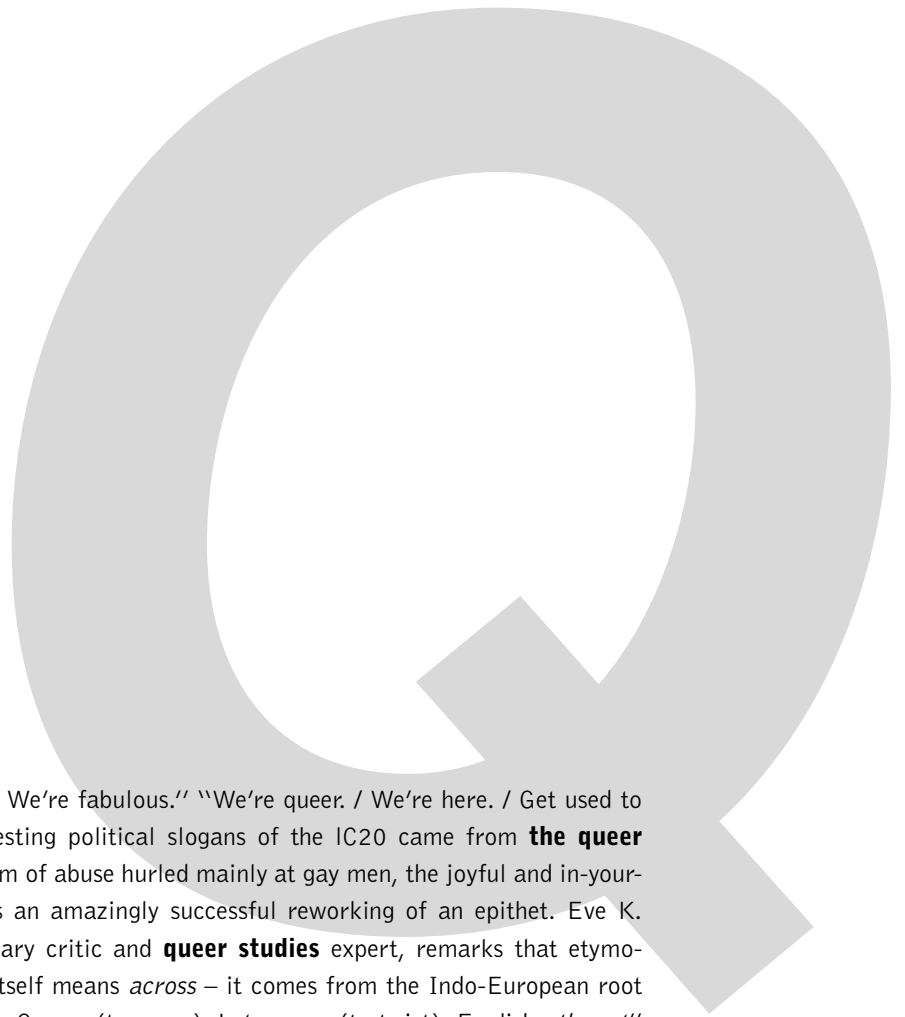 Q
We’re fabulous.’’ ‘‘We’re queer. / We’re here. / Get used to
esting political slogans of the lC20 came from the queer
m of abuse hurled mainly at gay men, the joyful and in-your-
s an amazingly successful reworking of an epithet. Eve K.
ary critic and queer studies expert, remarks that etymo-
tself means across – it comes from the Indo-European root